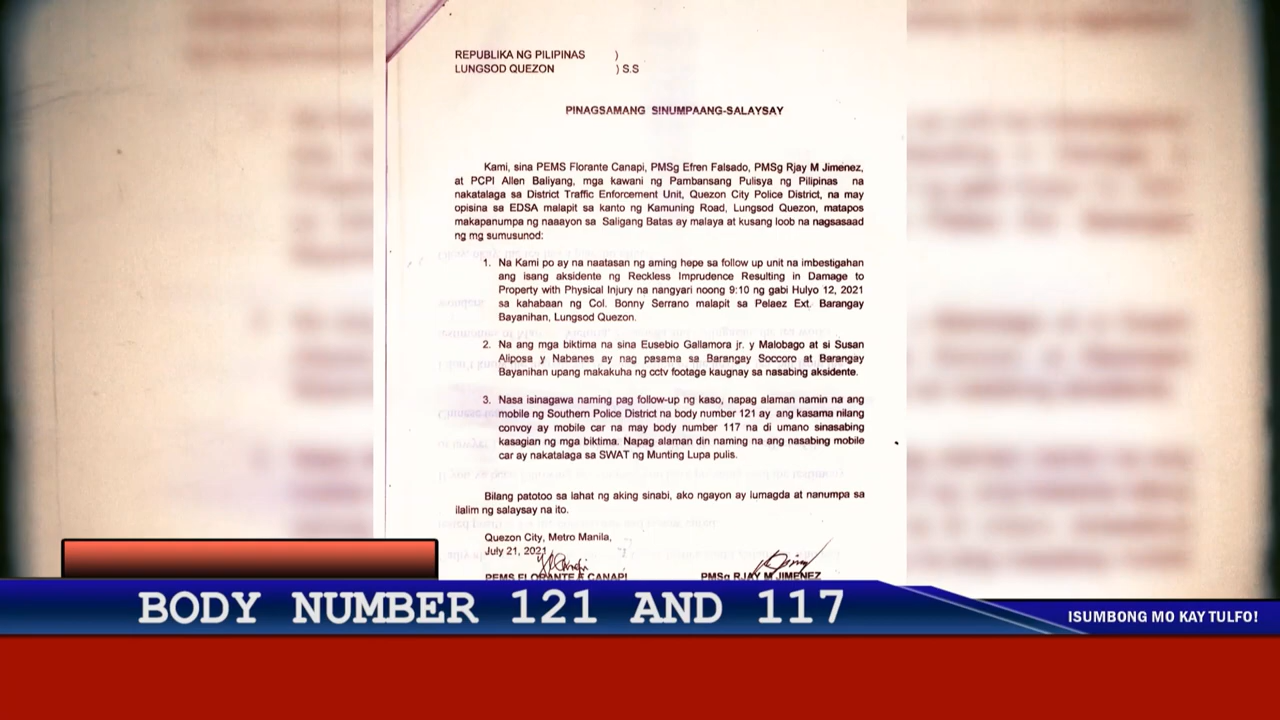 REPUBLIKA NG PILIPINAS )
LUNGSOD QUEZON ) S.S
PINAGSAMANG SINUMPAANG-SALAYSAY
Kami, sina PEMS Florante Canapi, PMSg Efren Falsado, PMSg Rjay M Jimenez,
at PCPI Allen Baliyang, mga kawani ng Pambansang Pulisya ng Pilipinas na
nakatalaga sa District Traffic Enforcement Unit, Quezon City Police District, na may
opisina sa EDSA malapit sa kanto ng Kamuning Road, Lungsod Quezon, matapos
makapanumpa ng naaayon sa Saligang Batas ay malaya at kusang loob na nagsasaad
ng mg sumusunod:
1. Na Kami po ay na naatasan ng aming hepe sa follow up unit na imbestigahan
ang isang aksidente ng Reckless Imprudence Resulting in Damage to
Property with Physical Injury na nangyari noong 9:10 ng gabi Hulyo 12, 2021
sa kahabaan ng Col. Bonny Serrano malapit sa Pelaez Ext. Barangay
Bayanihan, Lungsod Quezon.
2. Na ang mga biktima na sina Eusebio Gallamora jr. y Malobago at si Susan
Aliposa y Nabanes ay nag pasama sa Barangay Soccoro at Barangay
Bayanihan upang makakuha ng cctv footage kaugnay sa nasabing aksidente.
3. Nasa isinagawa naming pag follow-up ng kaso, napag alaman namin na ang
mobile ng Southern Police District na body number 121 ay ang kasama nilang
convoy ay mobile car na may body number 117 na di umano sinasabing
kasagian ng mga biktima. Napag alaman din naming na ang nasabing mobile
car ay nakatalaga sa SWAT ng Munting Lupa pulis.
Bilang patotoo sa lahat ng aking sinabi, ako ngayon ay lumagda at nanumpa sa
ilalim ng salaysay na ito.
Quezon City, Metro Manila,
July 21, 2021
PEMS FLORANTE A CANAPI PMSg RJAY M JIMENEZ
BODY NUMBER 121 AND 117
ISUMBONG MO KAY TULFO!